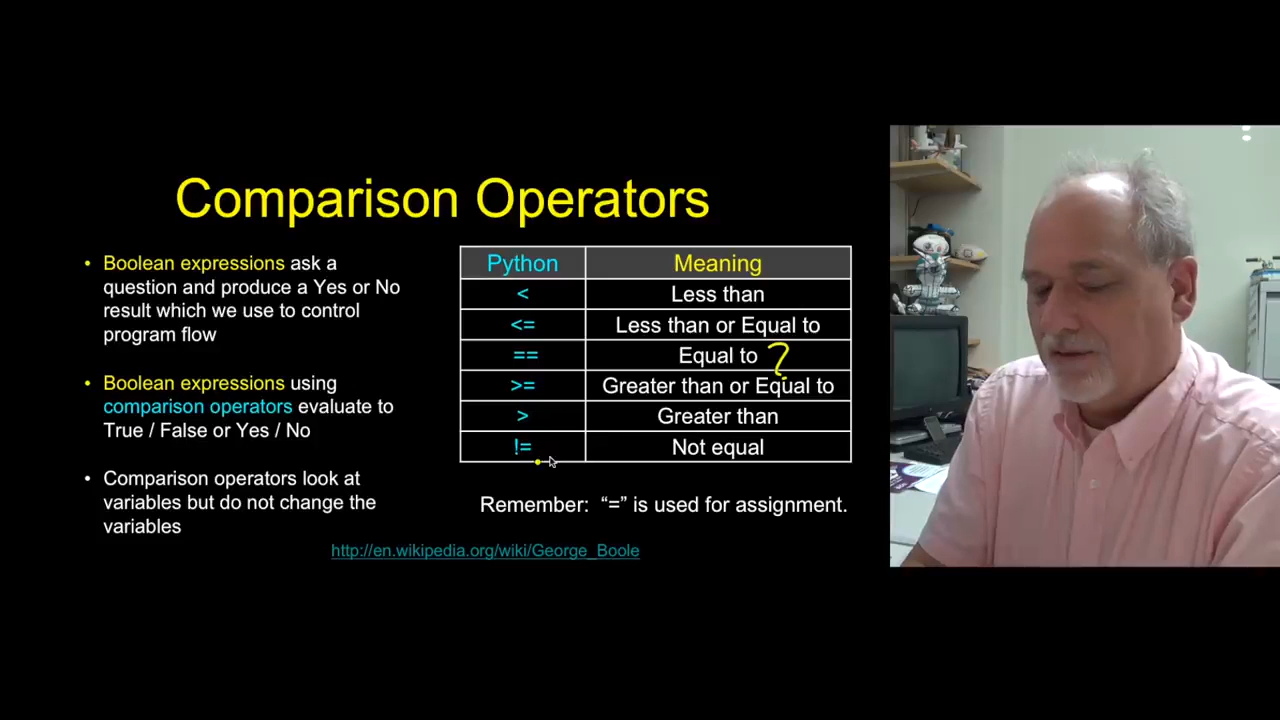 Comparison Operators
• Boolean expressions ask a
question and produce a Yes or No
result which we use to control
program flow
• Boolean expressions using
comparison operators evaluate to
True / False or Yes / No
• Comparison operators look at
variables but do not change the
variables
Python Meaning
< Less than
<= Less than or Equal to
== Equal to ?
>= Greater than or Equal to
> Greater than
!= Not equal
Remember: “=” is used for assignment.
http://en.wikipedia.org/wiki/George_Boole